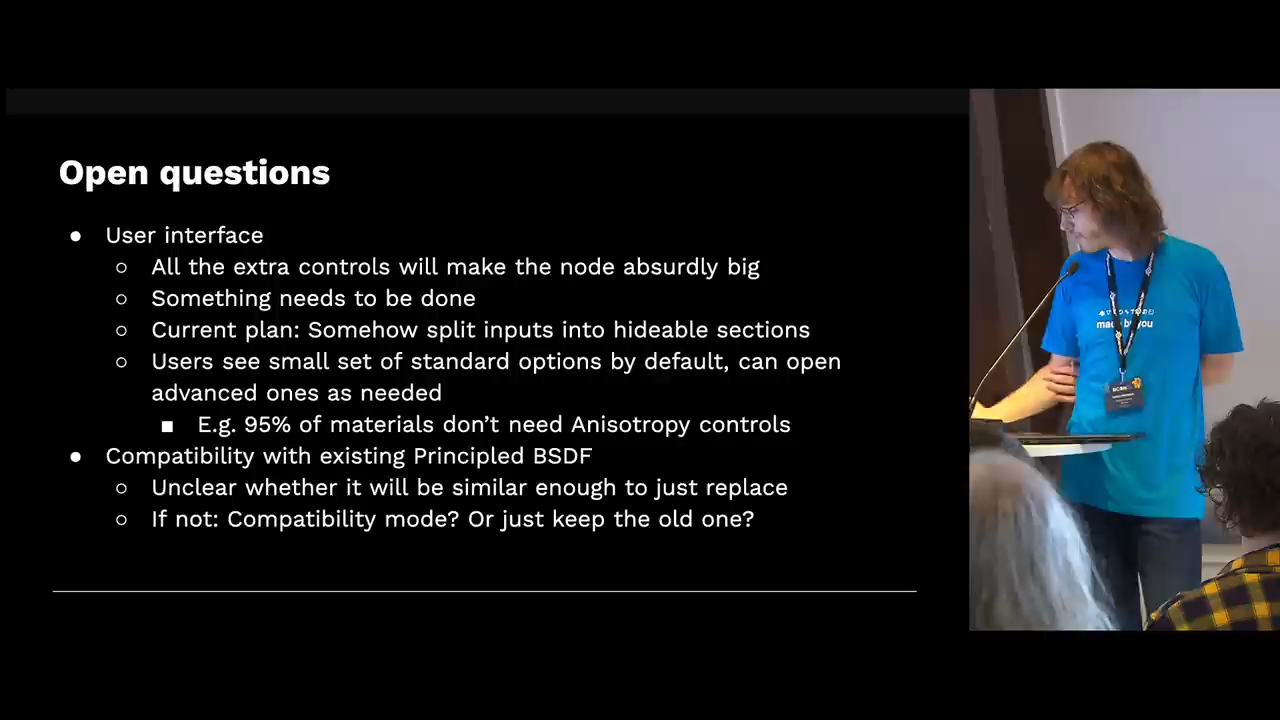 Open questions
● User interface
○ All the extra controls will make the node absurdly big
○ Something needs to be done
○ Current plan: Somehow split inputs into hideable sections
○ Users see small set of standard options by default, can open
advanced ones as needed
■ E.g. 95% of materials don’t need Anisotropy controls
● Compatibility with existing Principled BSDF
○ Unclear whether it will be similar enough to just replace
○ If not: Compatibility mode? Or just keep the old one?
made by you